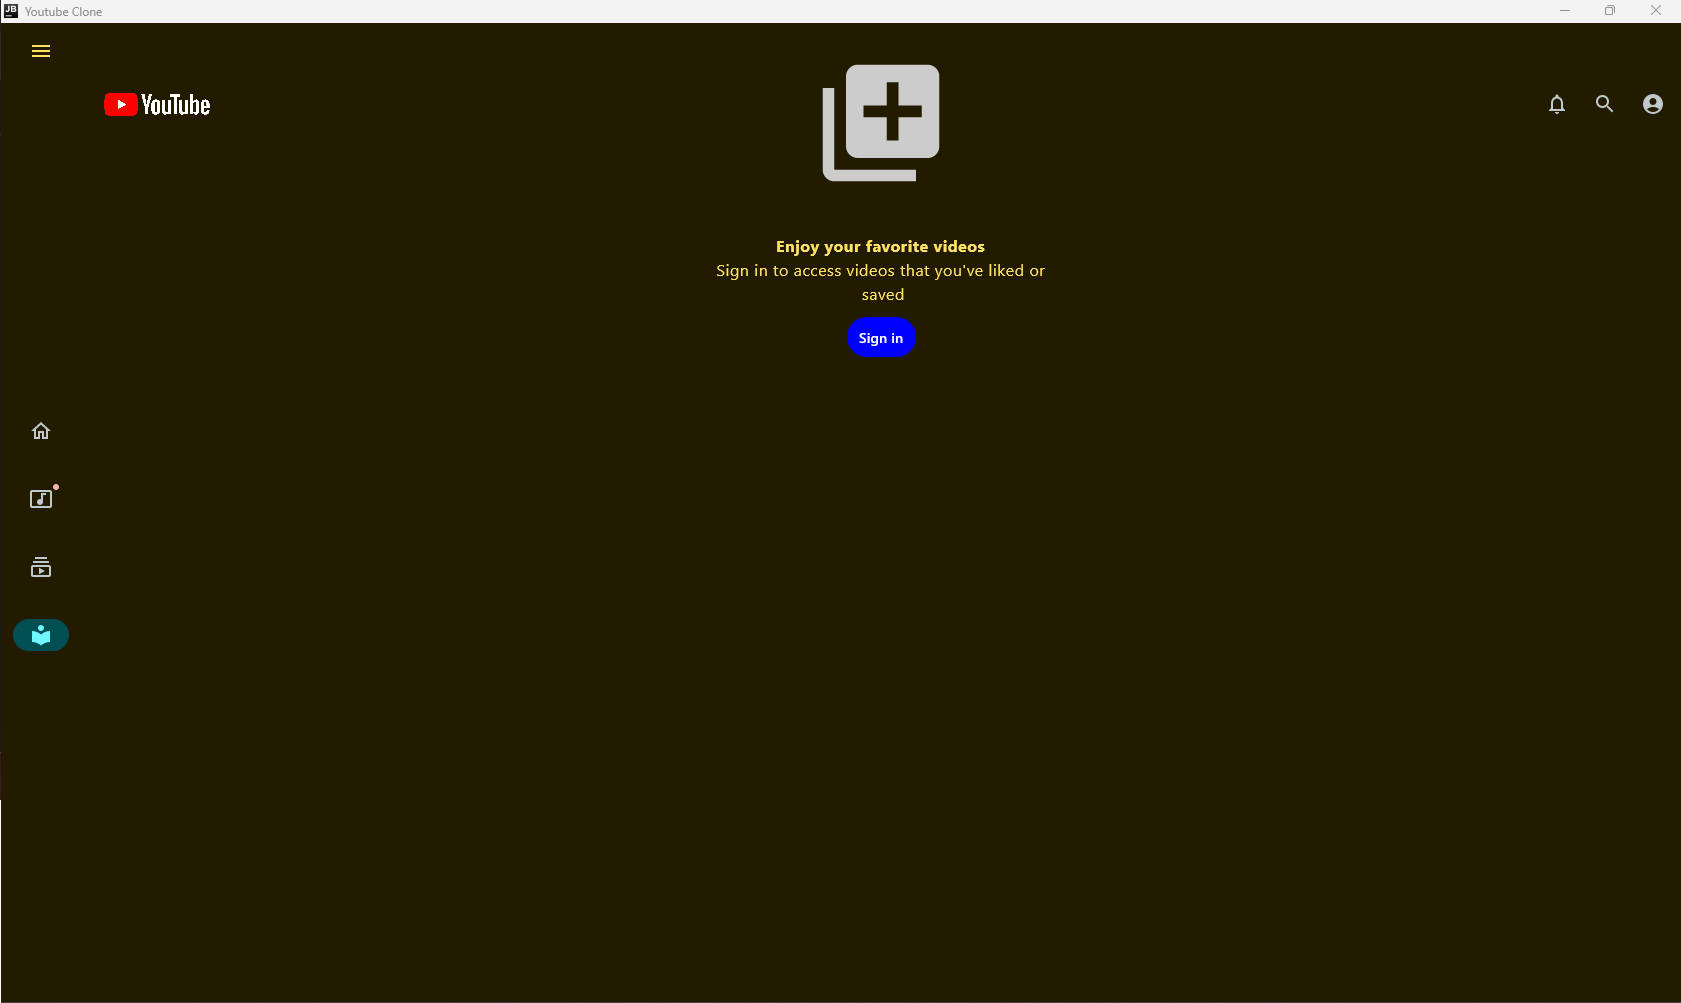 JB
Youtube Clone
YouTube
Enjoy your favorite videos
Sign in to access videos that you've liked or
saved
Sign in